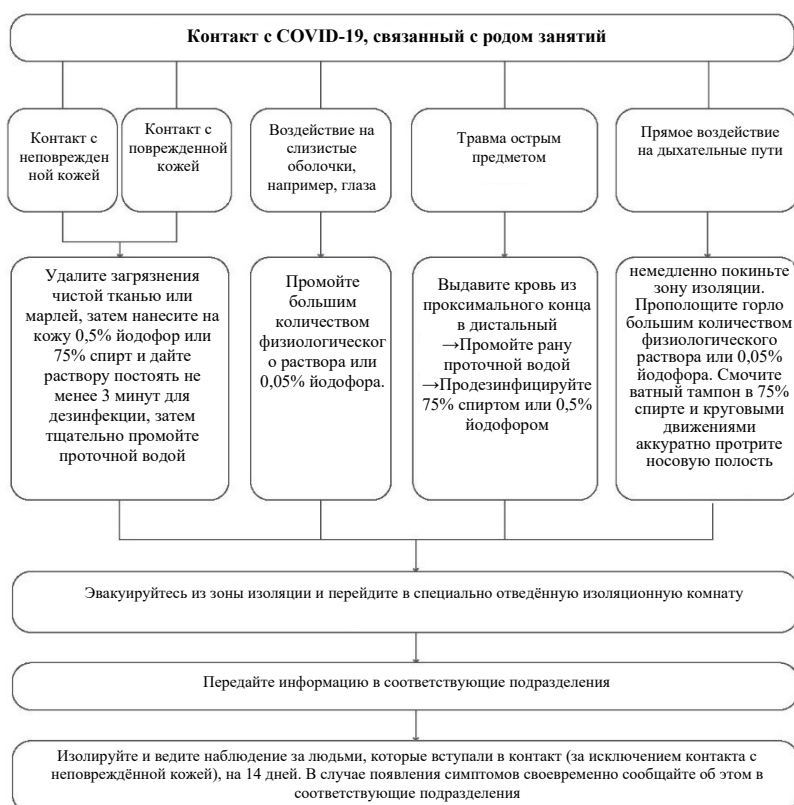 Контакт с COVID-19, связанный с родом занятий
Контакт с
неповрежден
ной кожей
Контакт с
поврежденной
кожей
Воздействие на
слизистые
оболочки,
например, глаза
Травма острым
предметом
Прямое воздействие
на дыхательные пути
Удалите загрязнения
чистой тканью или
марлей, затем нанесите на
кожу 0,5% йодофор или
75% спирт и дайте
раствору постоять не
менее 3 минут для
дезинфекции, затем
тщательно промойте
проточной водой
Промойте
большим
количеством
физиологическог
о раствора или
0,05% йодофора.
Выдавите кровь из
проксимального конца
в дистальный
→Промойте рану
проточной водой
→Продезинфицируйте
75% спиртом или 0,5%
йодофором
немедленно покиньте
зону изоляции.
Прополощите горло
большим количеством
физиологического
раствора или 0,05%
йодофора. Смочите
ватный тампон в 75%
спирте и круговыми
движениями
аккуратно протрите
носовую полость
Эвакуируйтесь из зоны изоляции и перейдите в специально отведённую изоляционную комнату
Передайте информацию в соответствующие подразделения
Изолируйте и ведите наблюдение за людьми, которые вступали в контакт (за исключением контакта с
неповреждённой кожей), на 14 дней. В случае появления симптомов своевременно сообщайте об этом в
соответствующие подразделения